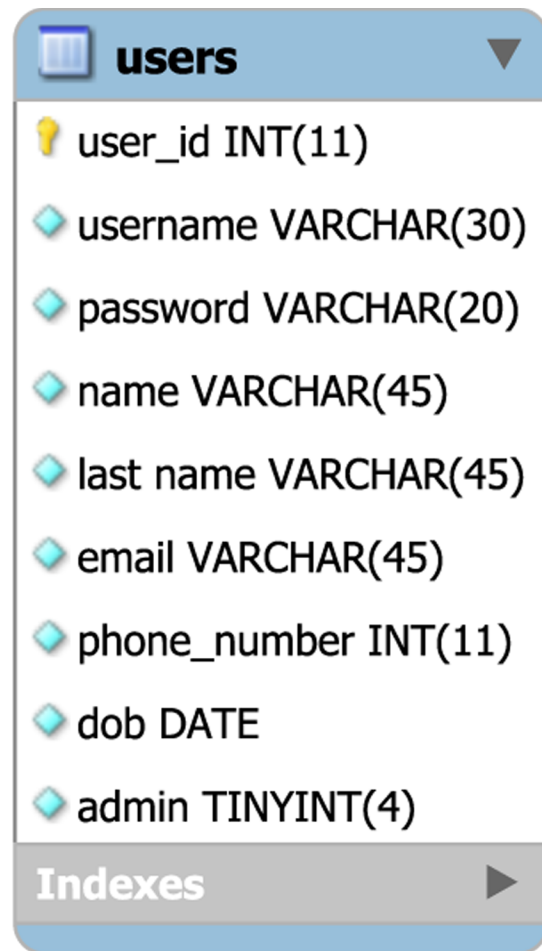 users
user_id INT(11)
username VARCHAR(30)
password VARCHAR(20)
name VARCHAR(45)
last name VARCHAR(45)
email VARCHAR(45)
phone_number INT(11)
dob DATE
admin TINYINT(4)
Indexes